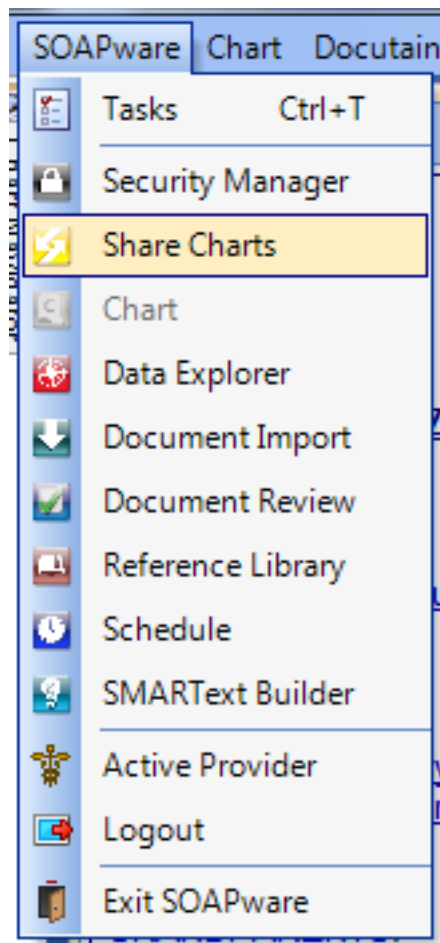 SOAPware Chart Docutain
Tasks Ctrl+T
Security Manager
Share Charts
Chart
Data Explorer
Document Import
Document Review
Reference Library
Schedule
SMARText Builder
Active Provider
Logout
Exit SOAPware